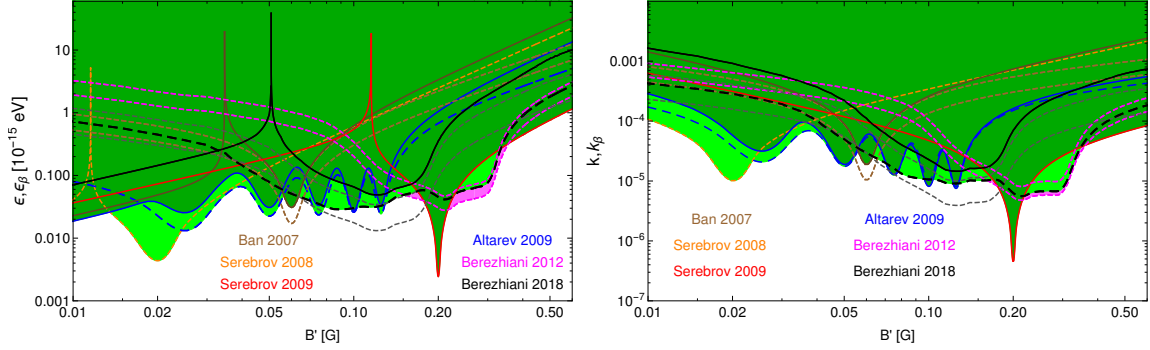 ϵ, ϵβ [10⁻¹⁵ eV]
10
1
0.100
0.010
0.001
0.01
0.02
0.05
0.10
0.20
0.50
B' [G]
Ban 2007
Serebrov 2008
Serebrov 2009
Altarev 2009
Berezhiani 2012
Berezhiani 2018
k, kβ
0.001
10⁻⁴
10⁻⁵
10⁻⁶
10⁻⁷
0.01
0.02
0.05
0.10
0.20
0.50
B' [G]
Ban 2007
Serebrov 2008
Serebrov 2009
Altarev 2009
Berezhiani 2012
Berezhiani 2018